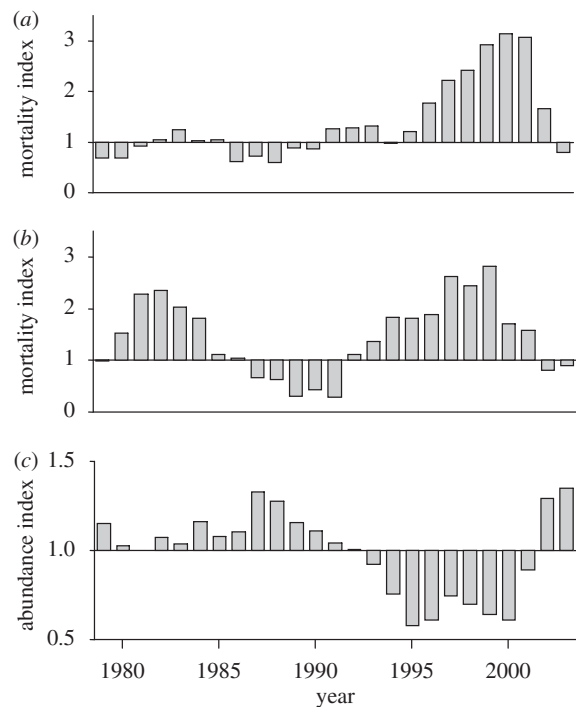 (a)
3
2
1
0
mortality index
(b)
3
2
1
0
mortality index
(c)
1.5
1.0
0.5
abundance index
1980 1985 1990 1995 2000
year